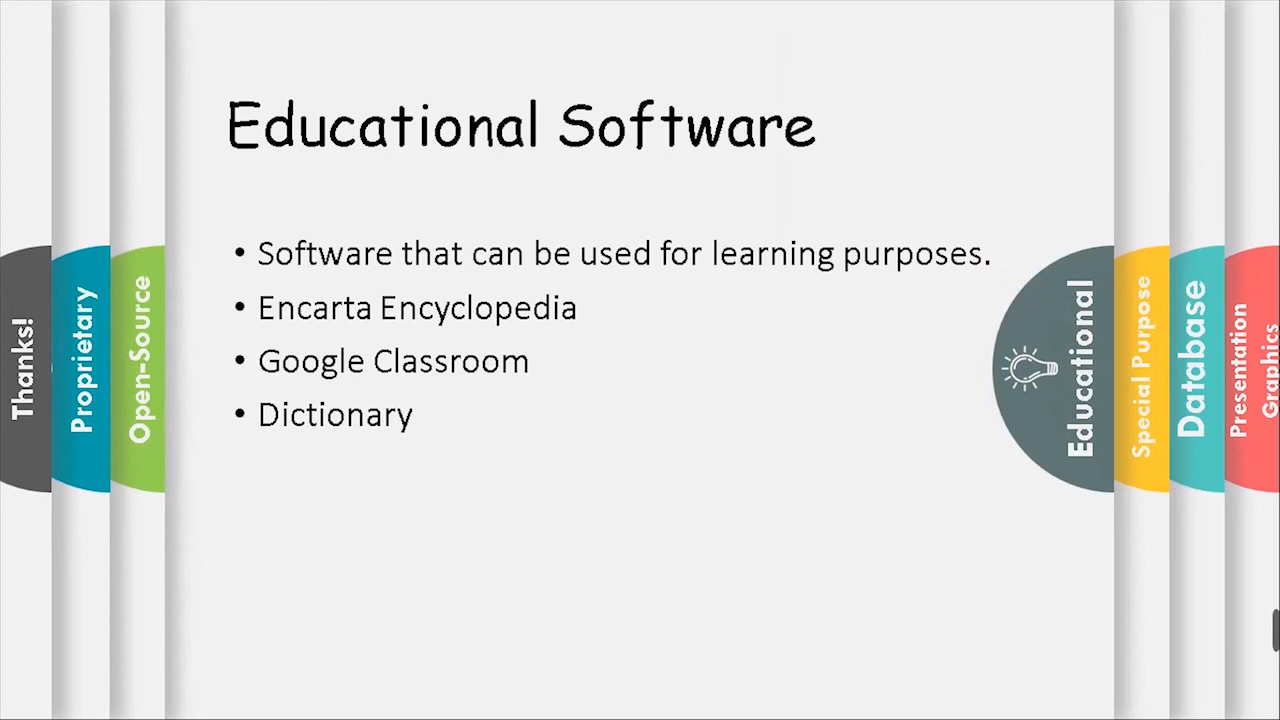 Educational Software
• Software that can be used for learning purposes.
• Encarta Encyclopedia
• Google Classroom
• Dictionary
Thanks!
Proprietary
Open-Source
Educational
Special Purpose
Database
Presentation
Graphics